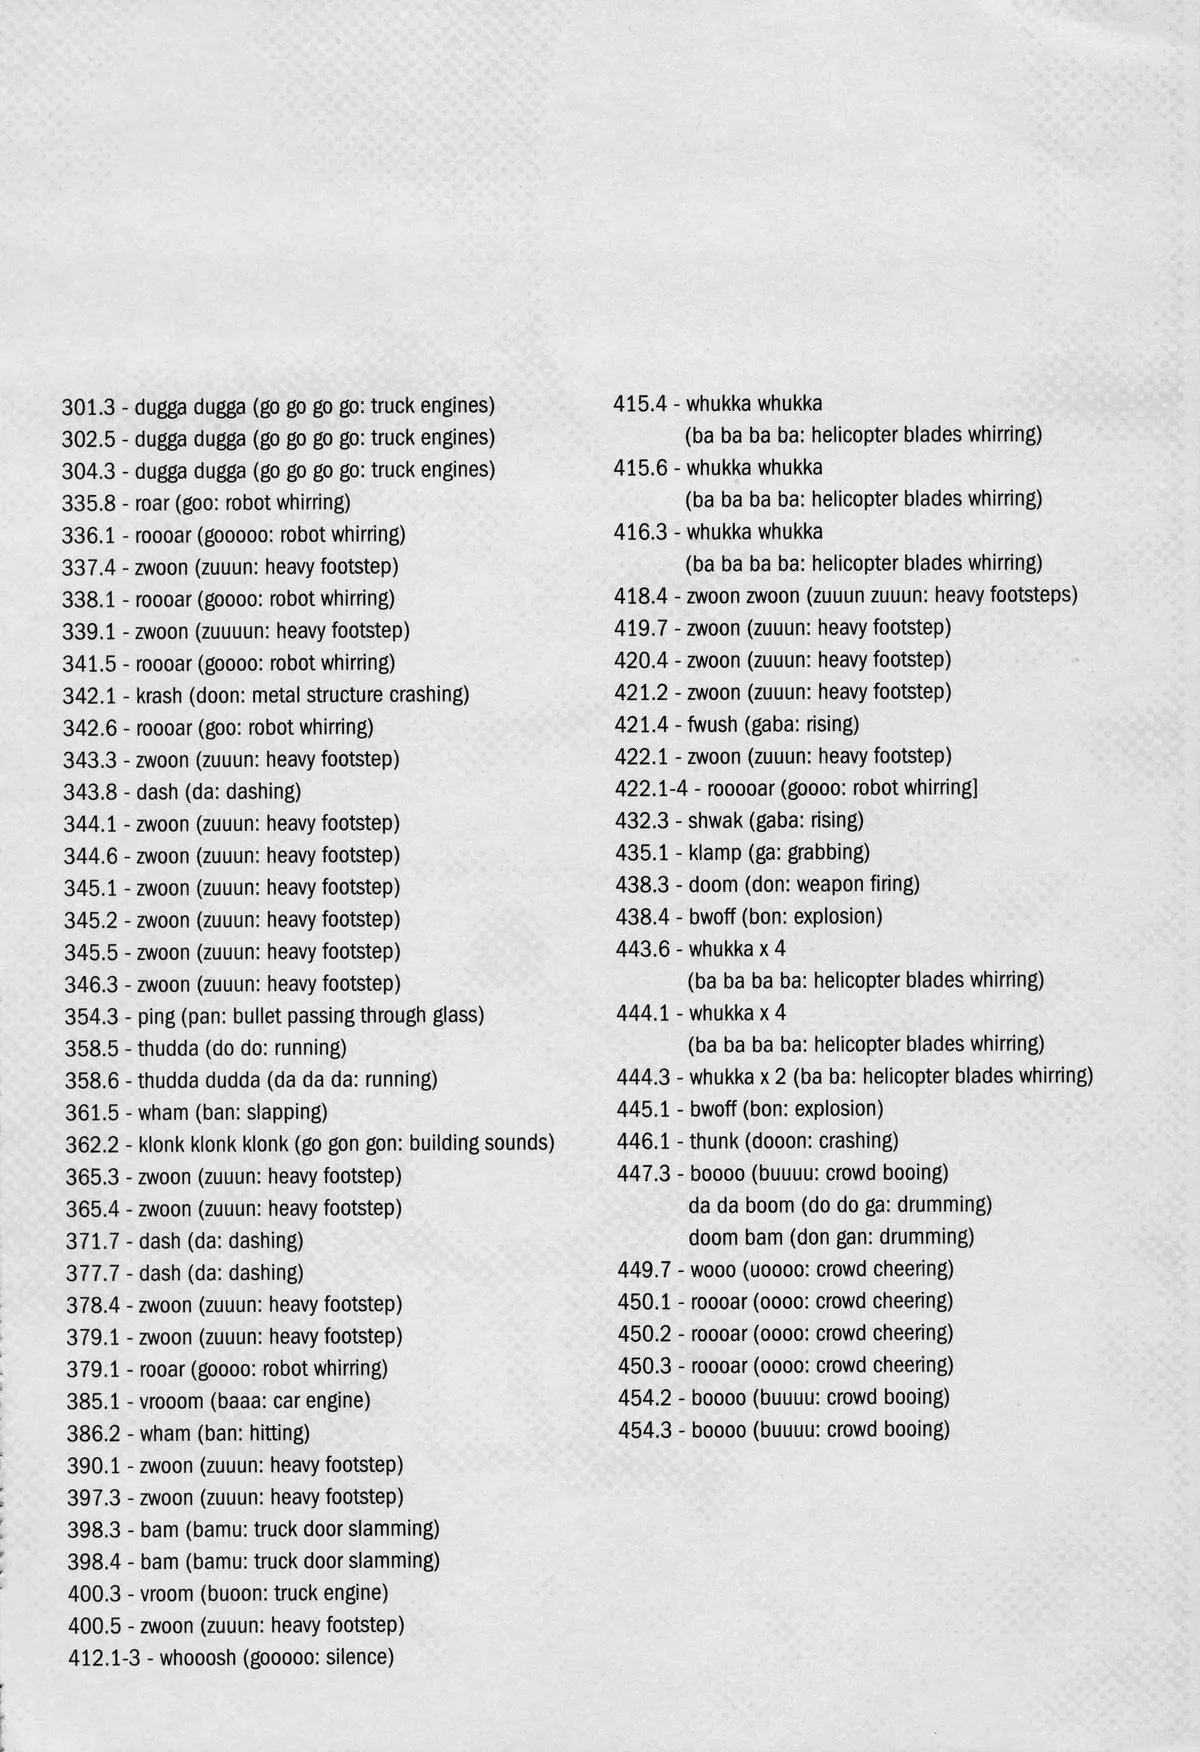 301.3 - dugga dugga (go go go go: truck engines)
302.5 - dugga dugga (go go go go: truck engines)
304.3 - dugga dugga (go go go go: truck engines)
335.8 - roar (goo: robot whirring)
336.1 - roooar (gooooo: robot whirring)
337.4 - zwoon (zuuun: heavy footstep)
338.1 - roooar (goooo: robot whirring)
339.1 - zwoon (zuuuun: heavy footstep)
341.5 - roooar (goooo: robot whirring)
342.1 - krash (doon: metal structure crashing)
342.6 - roooar (goo: robot whirring)
343.3 - zwoon (zuuun: heavy footstep)
343.8 - dash (da: dashing)
344.1 - zwoon (zuuun: heavy footstep)
344.6 - zwoon (zuuun: heavy footstep)
345.1 - zwoon (zuuun: heavy footstep)
345.2 - zwoon (zuuun: heavy footstep)
345.5 - zwoon (zuuun: heavy footstep)
346.3 - zwoon (zuuun: heavy footstep)
354.3 - ping (pan: bullet passing through glass)
358.5 - thudda (do do: running)
358.6 - thudda dudda (da da da: running)
361.5 - wham (ban: slapping)
362.2 - klonk klonk klonk (go gon gon: building sounds)
365.3 - zwoon (zuuun: heavy footstep)
365.4 - zwoon (zuuun: heavy footstep)
371.7 - dash (da: dashing)
377.7 - dash (da: dashing)
378.4 - zwoon (zuuun: heavy footstep)
379.1 - zwoon (zuuun: heavy footstep)
379.1 - rooar (goooo: robot whirring)
385.1 - vrooom (baaa: car engine)
386.2 - wham (ban: hitting)
390.1 - zwoon (zuuun: heavy footstep)
397.3 - zwoon (zuuun: heavy footstep)
398.3 - bam (bamu: truck door slamming)
398.4 - bam (bamu: truck door slamming)
400.3 - vroom (buoon: truck engine)
400.5 - zwoon (zuuun: heavy footstep)
412.1-3 - whooosh (gooooo: silence)
415.4 - whukka whukka
(ba ba ba ba: helicopter blades whirring)
415.6 - whukka whukka
(ba ba ba ba: helicopter blades whirring)
416.3 - whukka whukka
(ba ba ba ba: helicopter blades whirring)
418.4 - zwoon zwoon (zuuun zuuun: heavy footsteps)
419.7 - zwoon (zuuun: heavy footstep)
420.4 - zwoon (zuuun: heavy footstep)
421.2 - zwoon (zuuun: heavy footstep)
421.4 - fwush (gaba: rising)
422.1 - zwoon (zuuun: heavy footstep)
422.1-4 - rooooar (goooo: robot whirring]
432.3 - shwak (gaba: rising)
435.1 - klamp (ga: grabbing)
438.3 - doom (don: weapon firing)
438.4 - bwoff (bon: explosion)
443.6 - whukka x 4
(ba ba ba ba: helicopter blades whirring)
444.1 - whukka x 4
(ba ba ba ba: helicopter blades whirring)
444.3 - whukka x 2 (ba ba: helicopter blades whirring)
445.1 - bwoff (bon: explosion)
446.1 - thunk (dooon: crashing)
447.3 - boooo (buuuu: crowd booing)
da da boom (do do ga: drumming)
doom bam (don gan: drumming)
449.7 - wooo (uoooo: crowd cheering)
450.1 - roooar (oooo: crowd cheering)
450.2 - roooar (oooo: crowd cheering)
450.3 - roooar (oooo: crowd cheering)
454.2 - boooo (buuuu: crowd booing)
454.3 - boooo (buuuu: crowd booing)